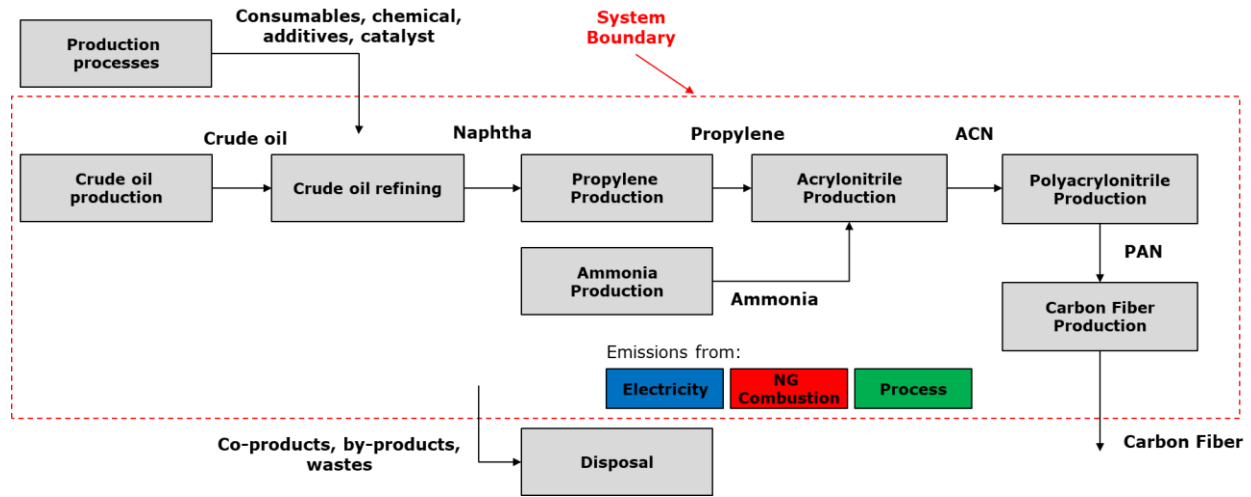 Consumables, chemical,
additives, catalyst
System
Boundary
Production
processes
Crude oil
Naphtha
Propylene
ACN
Crude oil
production
Crude oil refining
Propylene
Production
Acrylonitrile
Production
Polyacrylonitrile
Production
Ammonia
Production
Ammonia
PAN
Carbon Fiber
Production
Emissions from:
Electricity
NG
Combustion
Process
Co-products, by-products,
wastes
Disposal
Carbon Fiber